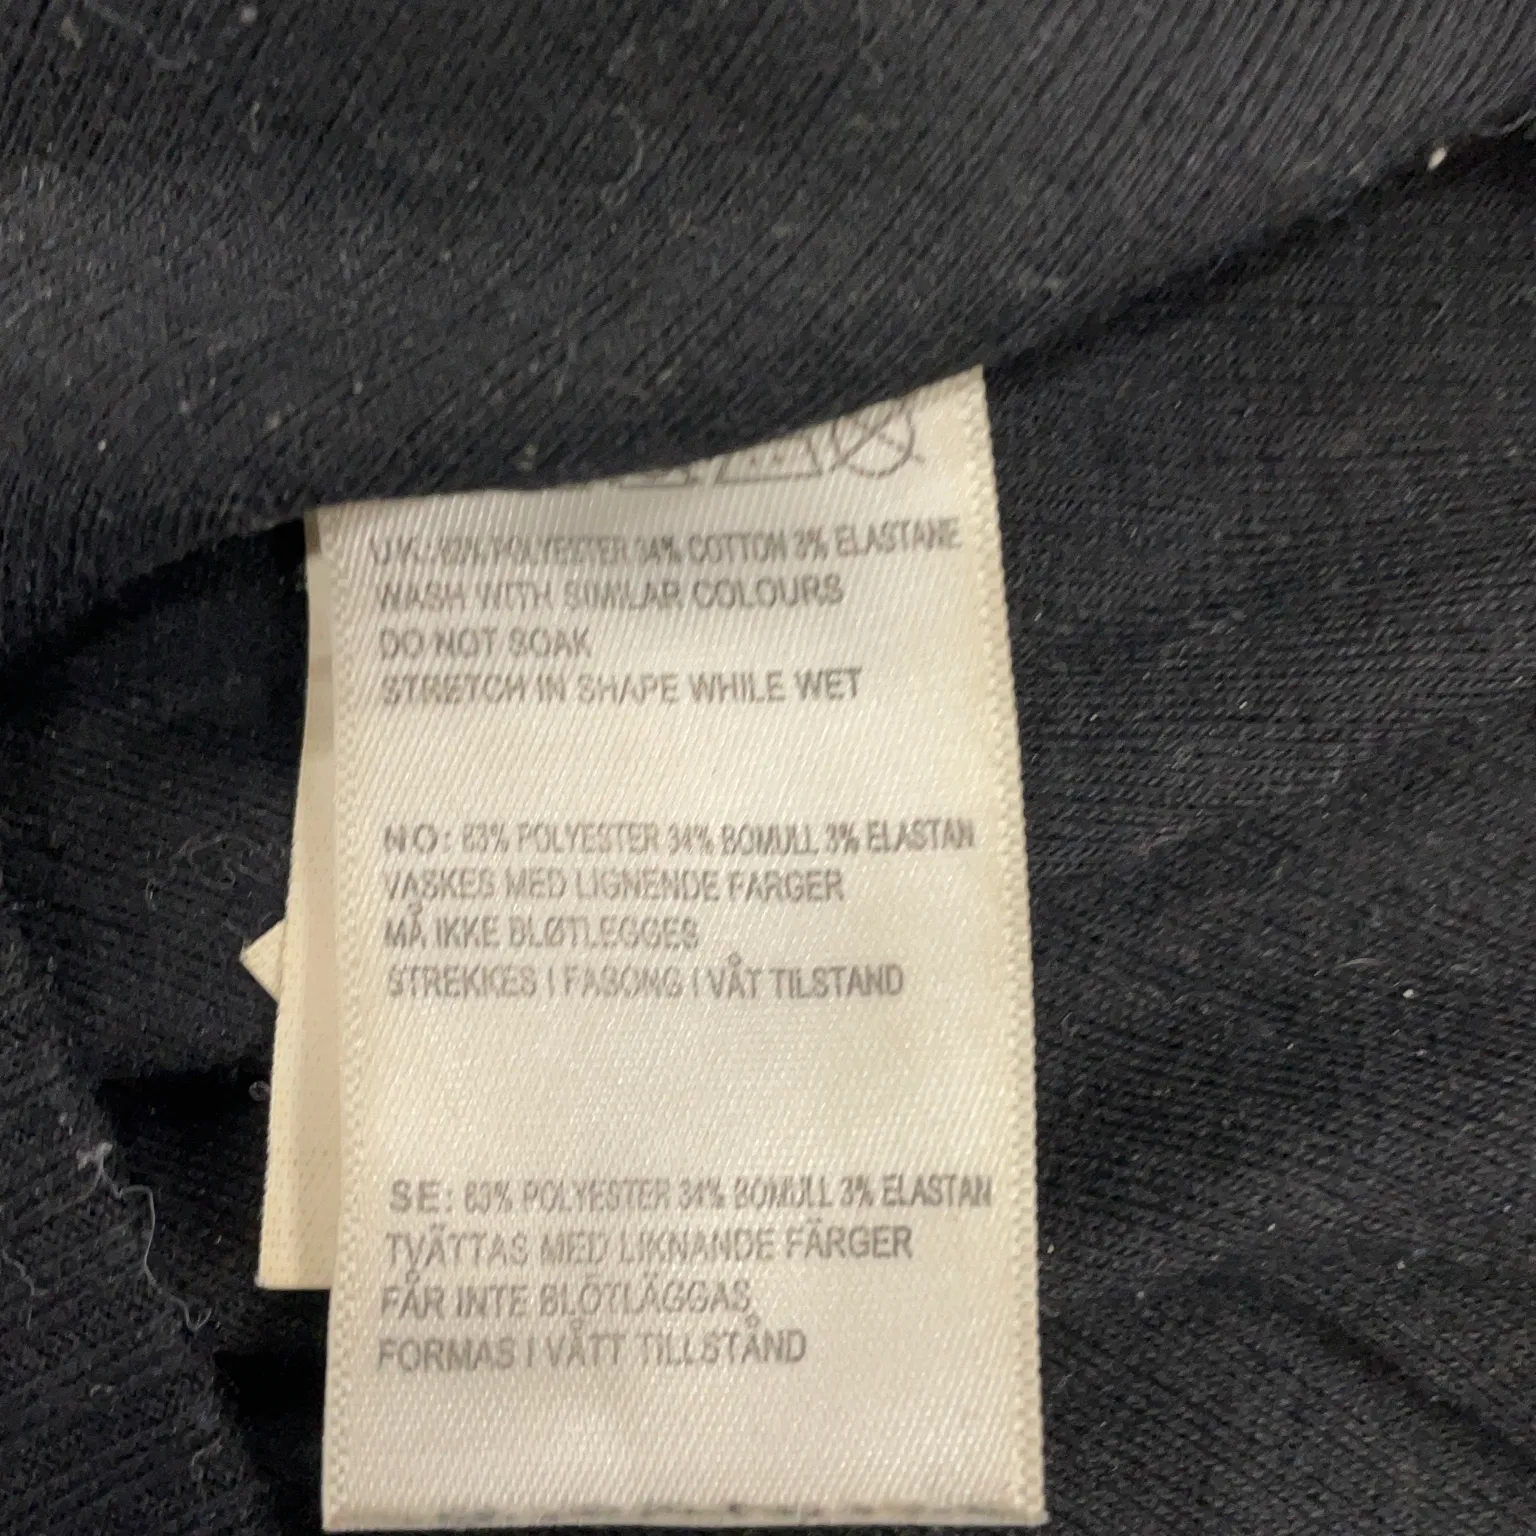 UK: 63% POLYESTER 34% COTTON 3% ELASTANE
WASH WITH SIMILAR COLOURS
DO NOT SOAK
STRETCH IN SHAPE WHILE WET
NO: 63% POLYESTER 34% BOMULL 3% ELASTAN
VASKES MED LIGNENDE FARGER
MÅ IKKE BLØTLEGGES
STREKKES I FASONG I VÅT TILSTAND
SE: 63% POLYESTER 34% BOMULL 3% ELASTAN
TVÄTTAS MED LIKNANDE FÄRGER
FÅR INTE BLÖTLÄGGAS
FORMAS I VÅTT TILLSTÅND